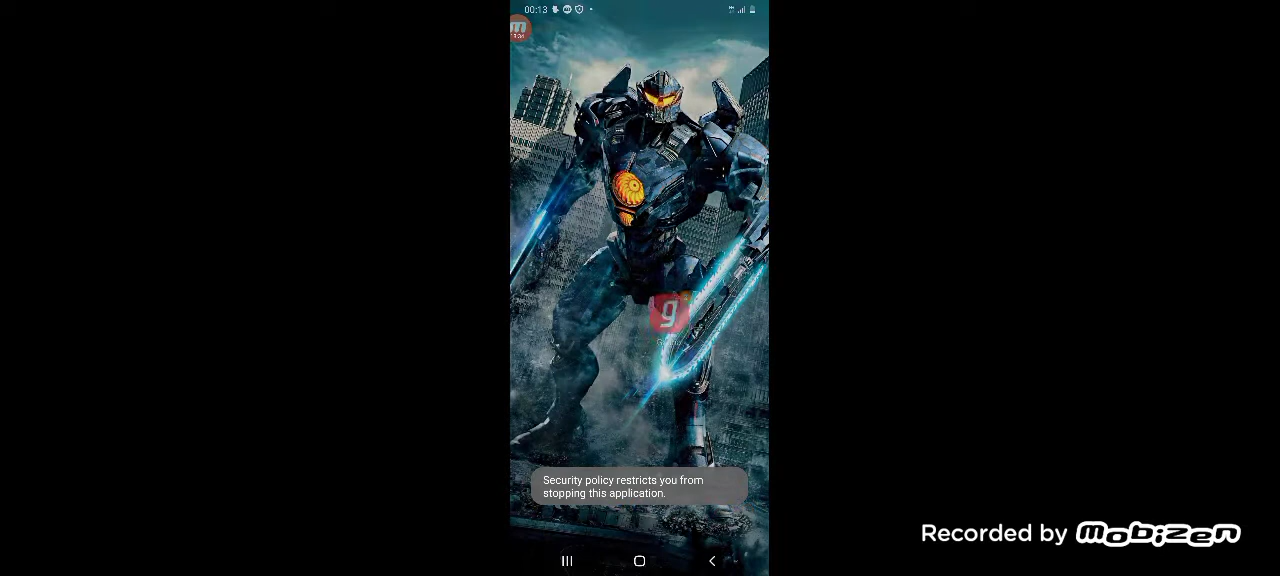 00:13
m
g
Security policy restricts you from
stopping this application.
Recorded by mobizen